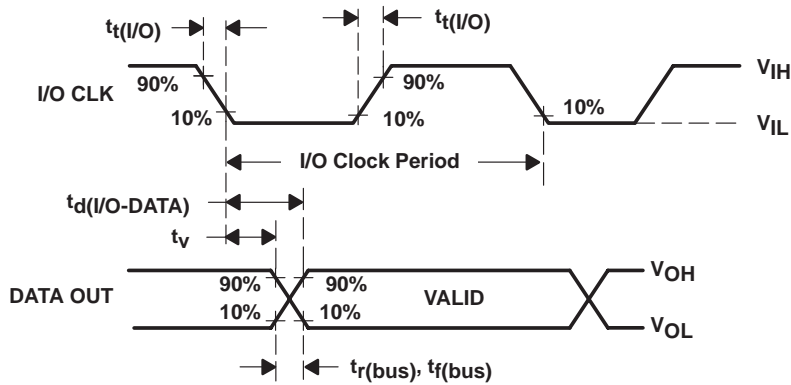 tt(I/O)
tt(I/O)
VIH
90%
90%
I/O CLK
10%
10%
10%
VIL
I/O Clock Period
td(I/O-DATA)
tv
VOH
90%
90%
DATA OUT
VALID
10%
10%
VOL
tr(bus), tf(bus)